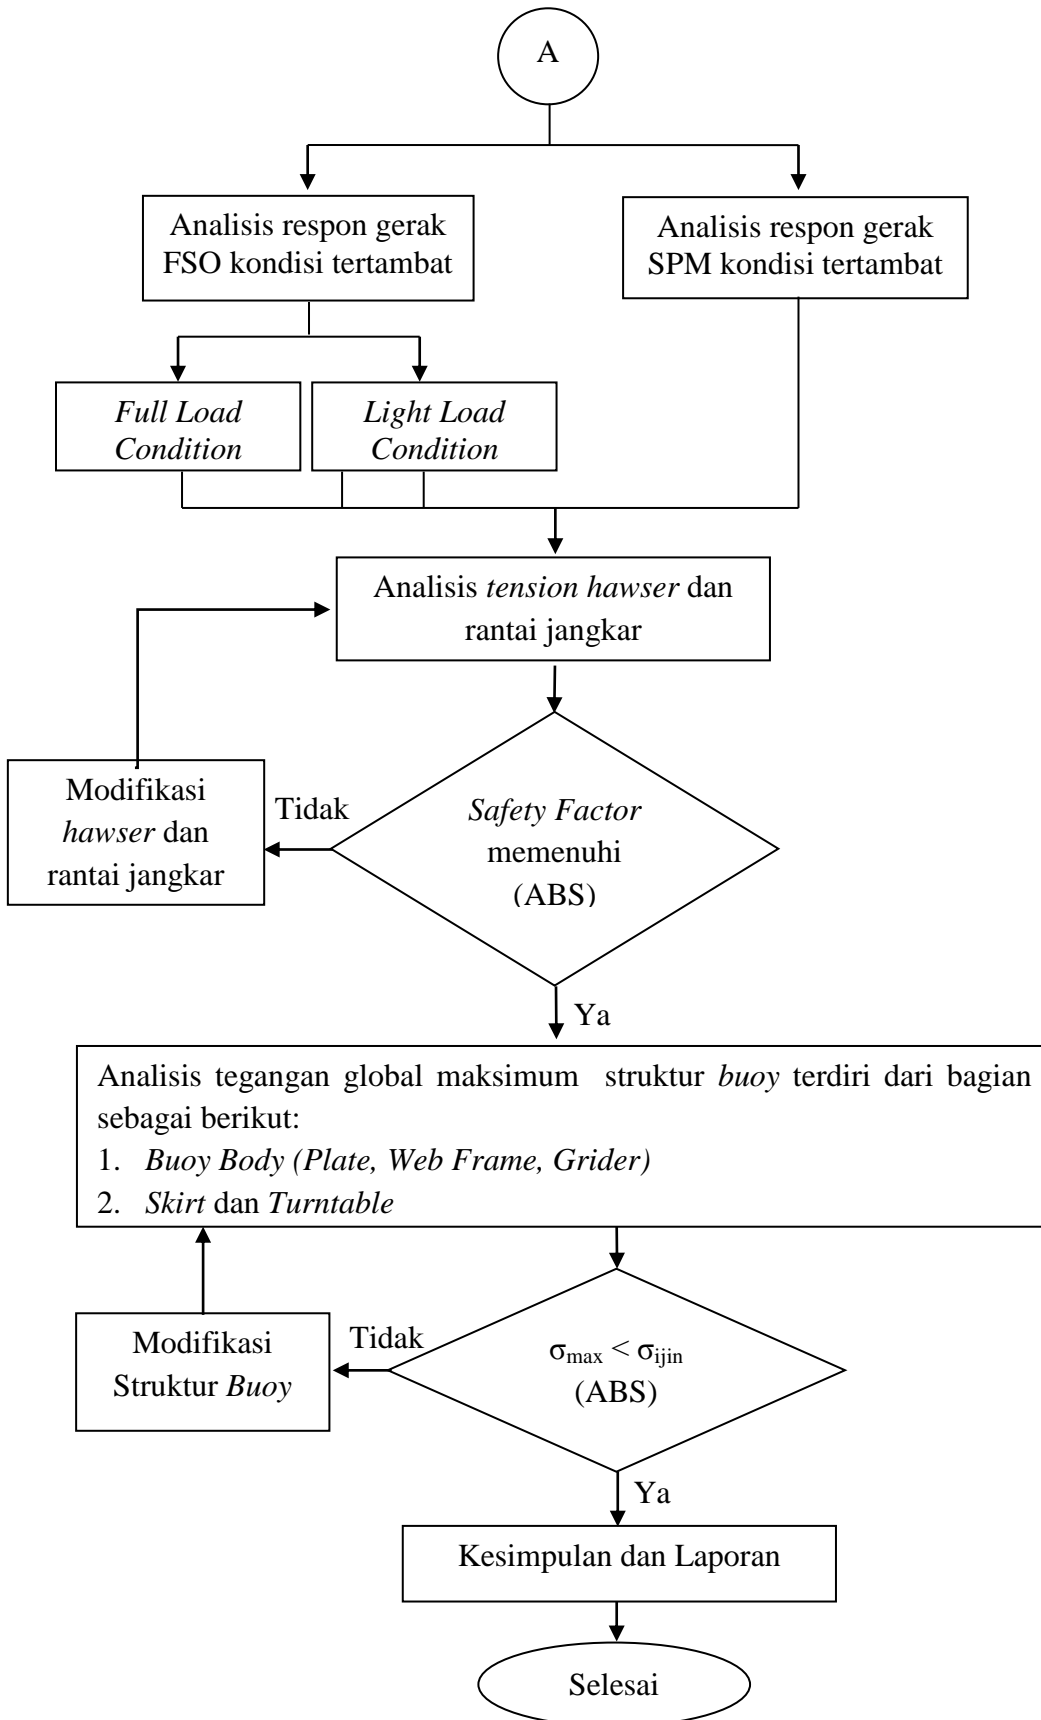 A
Analisis respon gerak
FSO kondisi tertambat
Analisis respon gerak
SPM kondisi tertambat
Full Load
Condition
Light Load
Condition
Analisis tension hawser dan
rantai jangkar
Modifikasi
hawser dan
rantai jangkar
Tidak
Safety Factor
memenuhi
(ABS)
Ya
Analisis tegangan global maksimum struktur buoy terdiri dari bagian
sebagai berikut:
1. Buoy Body (Plate, Web Frame, Grider)
2. Skirt dan Turntable
Modifikasi
Struktur Buoy
Tidak
σmax < σijin
(ABS)
Ya
Kesimpulan dan Laporan
Selesai